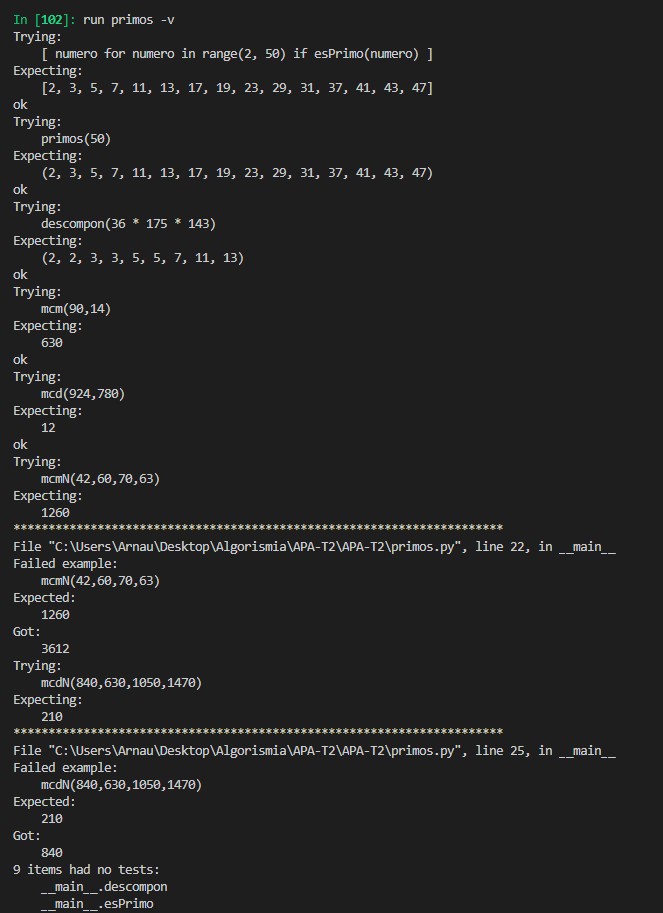 In [102]: run primos -v
Trying:
    [ numero for numero in range(2, 50) if esPrimo(numero) ]
Expecting:
    [2, 3, 5, 7, 11, 13, 17, 19, 23, 29, 31, 37, 41, 43, 47]
ok
Trying:
    primos(50)
Expecting:
    (2, 3, 5, 7, 11, 13, 17, 19, 23, 29, 31, 37, 41, 43, 47)
ok
Trying:
    descompon(36 * 175 * 143)
Expecting:
    (2, 2, 3, 3, 5, 5, 7, 11, 13)
ok
Trying:
    mcm(90,14)
Expecting:
    630
ok
Trying:
    mcd(924,780)
Expecting:
    12
ok
Trying:
    mcmN(42,60,70,63)
Expecting:
    1260
**********************************************************************
File "C:\Users\Arnau\Desktop\Algorismia\APA-T2\APA-T2\primos.py", line 22, in __main__
Failed example:
    mcmN(42,60,70,63)
Expected:
    1260
Got:
    3612
Trying:
    mcdN(840,630,1050,1470)
Expecting:
    210
**********************************************************************
File "C:\Users\Arnau\Desktop\Algorismia\APA-T2\APA-T2\primos.py", line 25, in __main__
Failed example:
    mcdN(840,630,1050,1470)
Expected:
    210
Got:
    840
9 items had no tests:
    __main__.descompon
    __main__.esPrimo